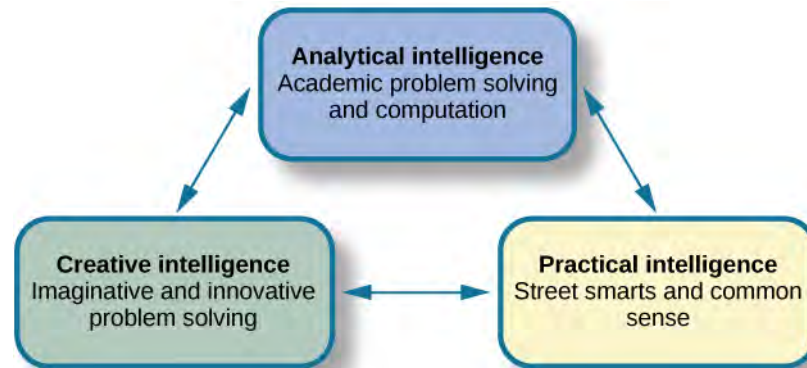 Analytical intelligence
Academic problem solving
and computation
Creative intelligence
Imaginative and innovative
problem solving
Practical intelligence
Street smarts and common
sense